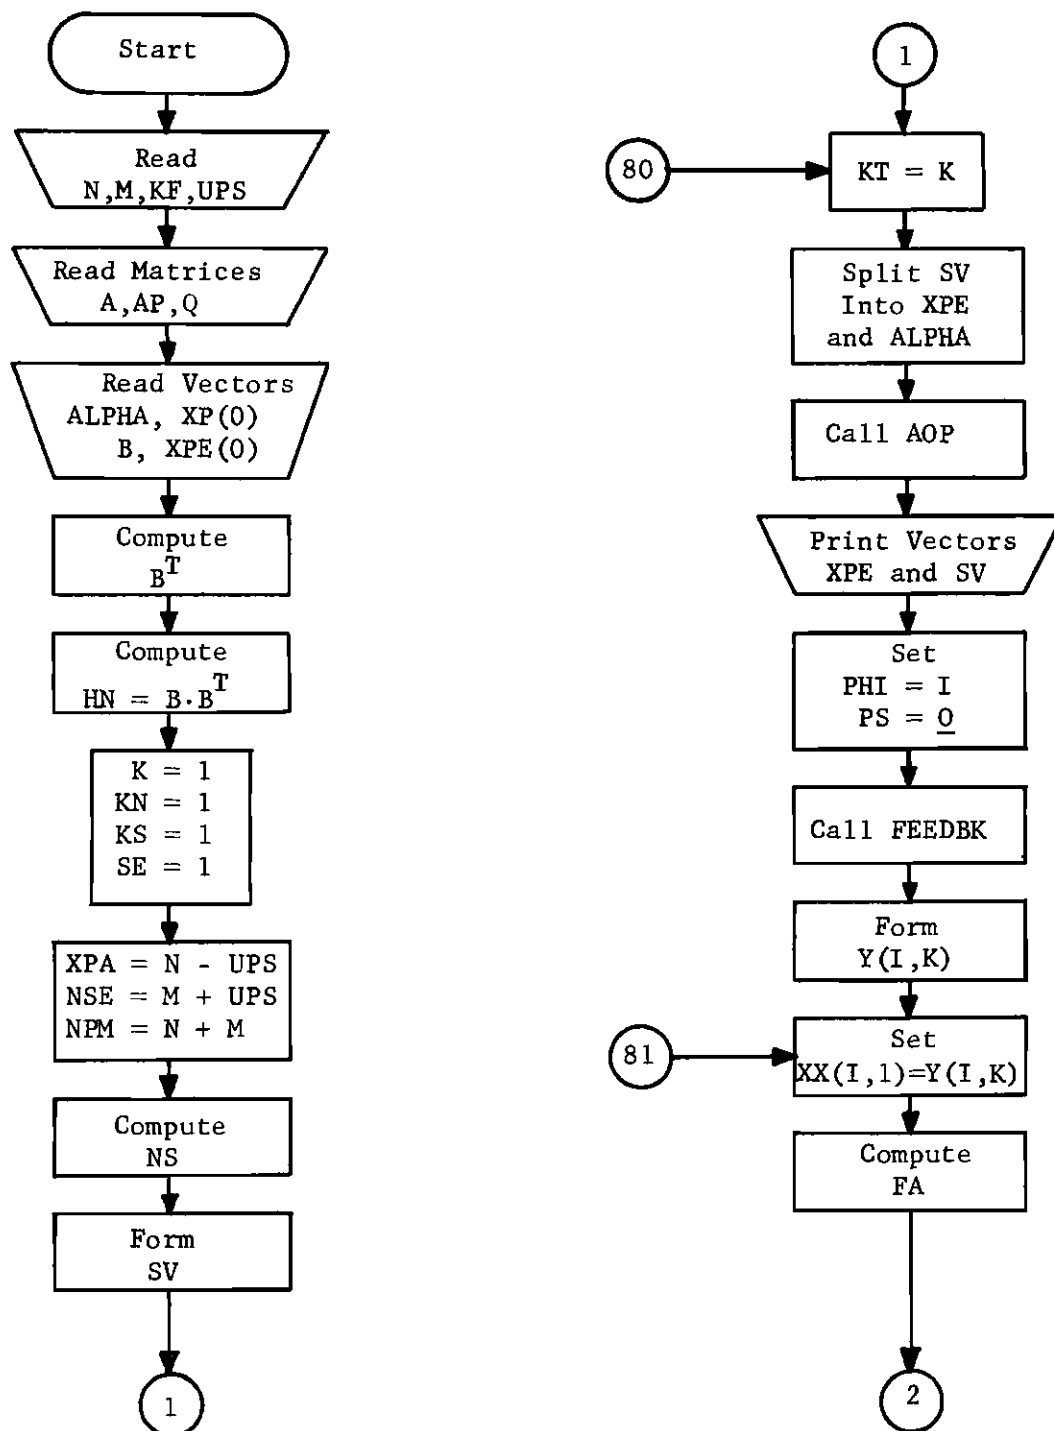 Start
Read
N,M,KF,UPS
Read Matrices
A,AP,Q
Read Vectors
ALPHA, XP(0)
B, XPE(0)
Compute
B^T
Compute
HN = B·B^T
K = 1
KN = 1
KS = 1
SE = 1
XPA = N - UPS
NSE = M + UPS
NPM = N + M
Compute
NS
Form
SV
1
1
80
KT = K
Split SV
Into XPE
and ALPHA
Call AOP
Print Vectors
XPE and SV
Set
PHI = I
PS = 0
Call FEEDBK
Form
Y(I,K)
81
Set
XX(I,1)=Y(I,K)
Compute
FA
2